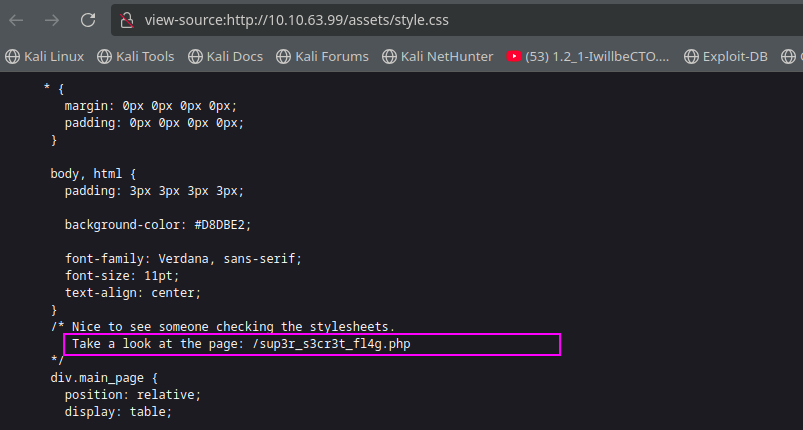 view-source:http://10.10.63.99/assets/style.css
Kali Linux Kali Tools Kali Docs Kali Forums Kali NetHunter (53) 1.2_1-IwillbeCTO.... Exploit-DB
* {
margin: 0px 0px 0px 0px;
padding: 0px 0px 0px 0px;
}
body, html {
padding: 3px 3px 3px 3px;
background-color: #D8DBE2;
font-family: Verdana, sans-serif;
font-size: 11pt;
text-align: center;
}
/* Nice to see someone checking the stylesheets.
Take a look at the page: /sup3r_s3cr3t_fl4g.php
*/
div.main_page {
position: relative;
display: table;